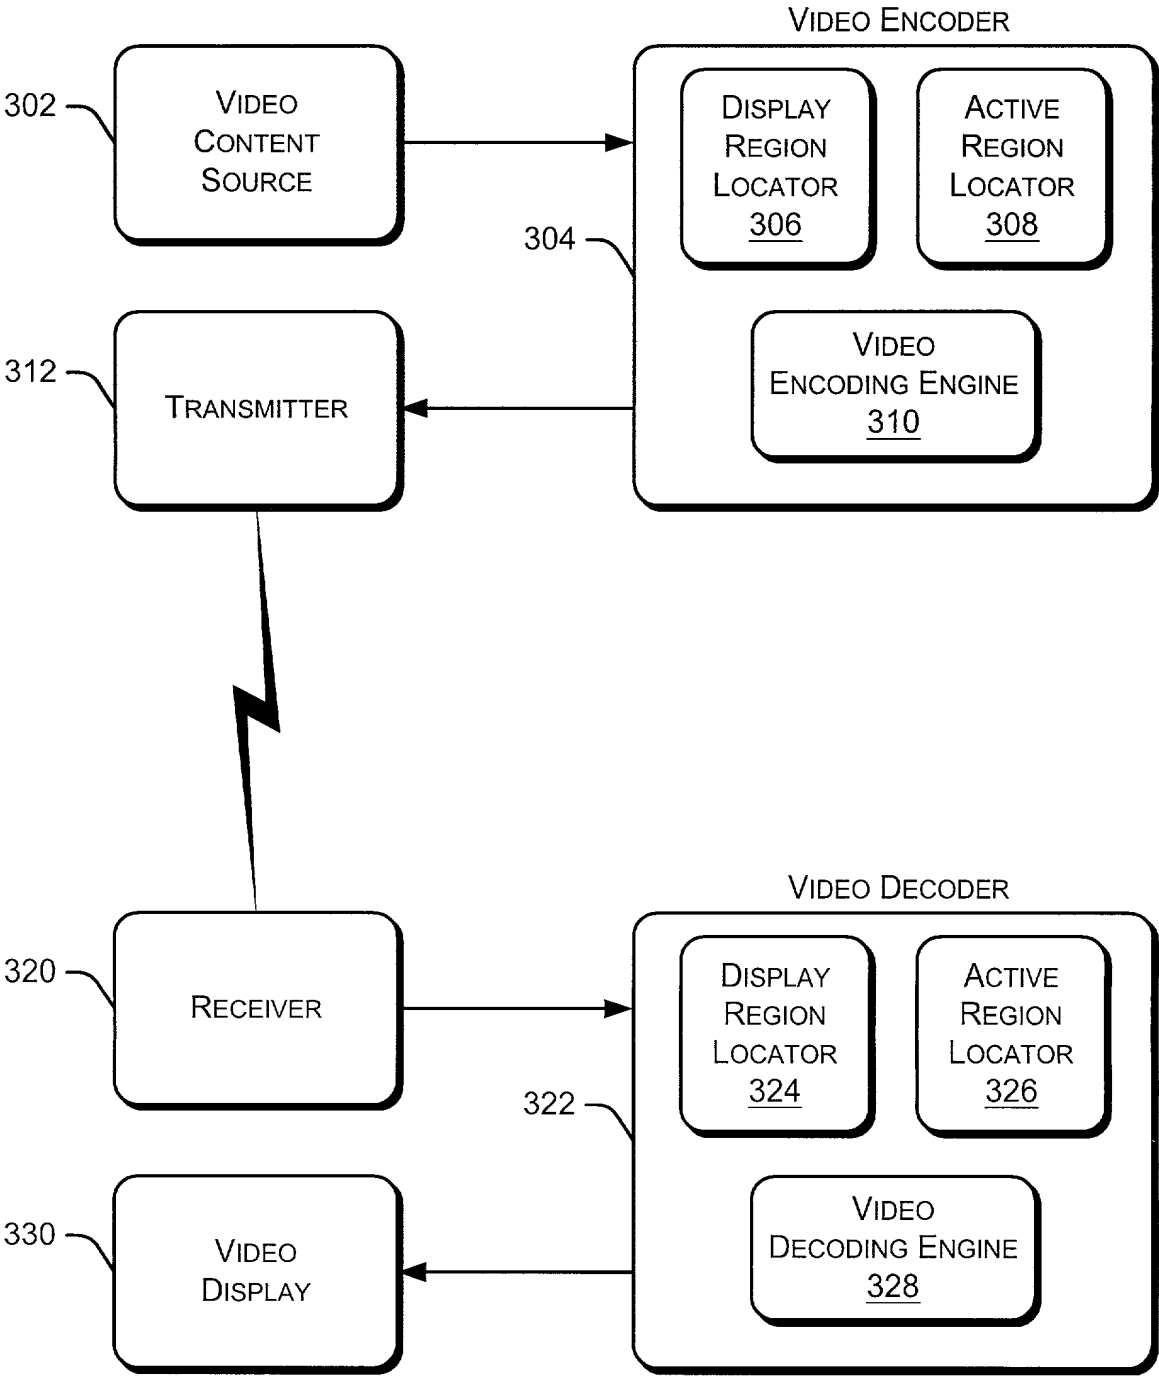 VIDEO ENCODER
302
VIDEO
CONTENT
SOURCE
DISPLAY
REGION
LOCATOR
306
ACTIVE
REGION
LOCATOR
308
304
312
TRANSMITTER
VIDEO
ENCODING ENGINE
310
VIDEO DECODER
320
RECEIVER
DISPLAY
REGION
LOCATOR
324
ACTIVE
REGION
LOCATOR
326
322
330
VIDEO
DISPLAY
VIDEO
DECODING ENGINE
328